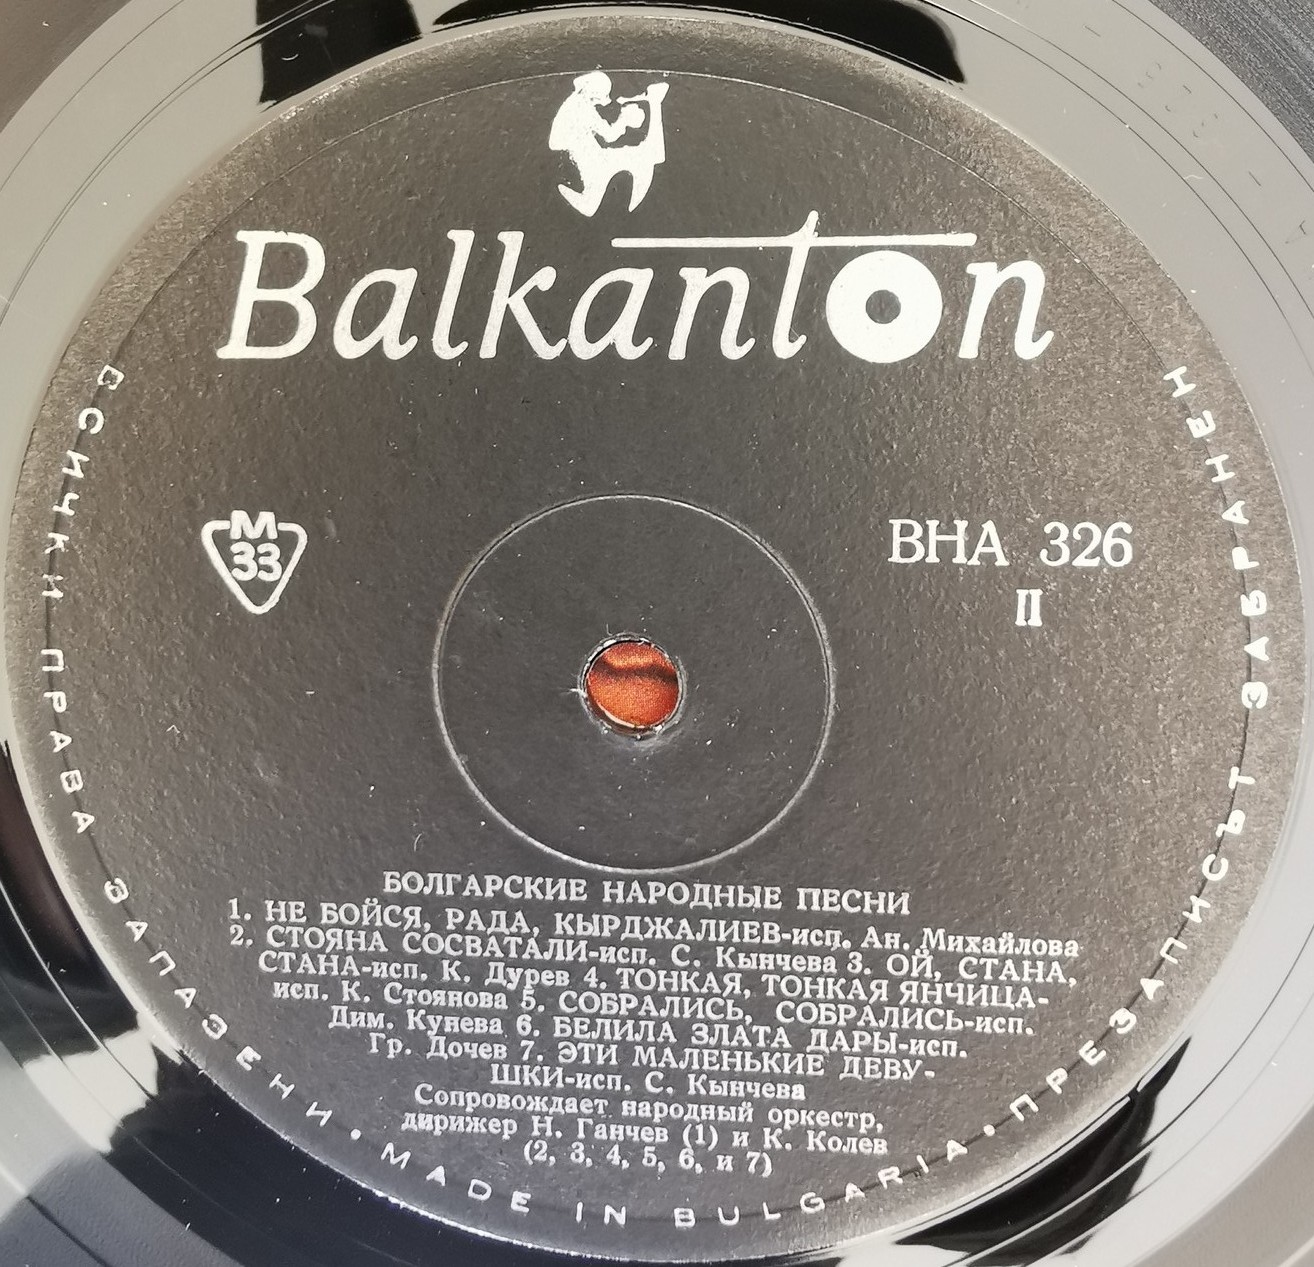 Balkanton
М
33
ВНА 326
II
БОЛГАРСКИЕ НАРОДНЫЕ ПЕСНИ
1. НЕ БОЙСЯ, РАДА, КЫРДЖАЛИЕВ-исп. Ан. Михайлова
2. СТОЯНА СОСВАТАЛИ-исп. С. Кынчева 3. ОЙ, СТАНА,
СТАНА-исп. К. Дурев 4. ТОНКАЯ, ТОНКАЯ ЯНЧИЦА-
исп. К. Стоянова 5. СОБРАЛИСЬ, СОБРАЛИСЬ-исп.
Дим. Кунева 6. БЕЛИЛА ЗЛАТА ДАРЫ-исп.
Гр. Дочев 7. ЭТИ МАЛЕНЬКИЕ ДЕВУ-
ШКИ-исп. С. Кынчева
Сопровождает народный оркестр,
дирижер Н. Ганчев (1) и К. Колев
(2, 3, 4, 5, 6, и 7)
ВСИЧКИ ПРАВА ЗАПАЗЕНИ • MADE IN BULGARIA • ПРЕЗАПИСЪТ ЗАБРАНЕН